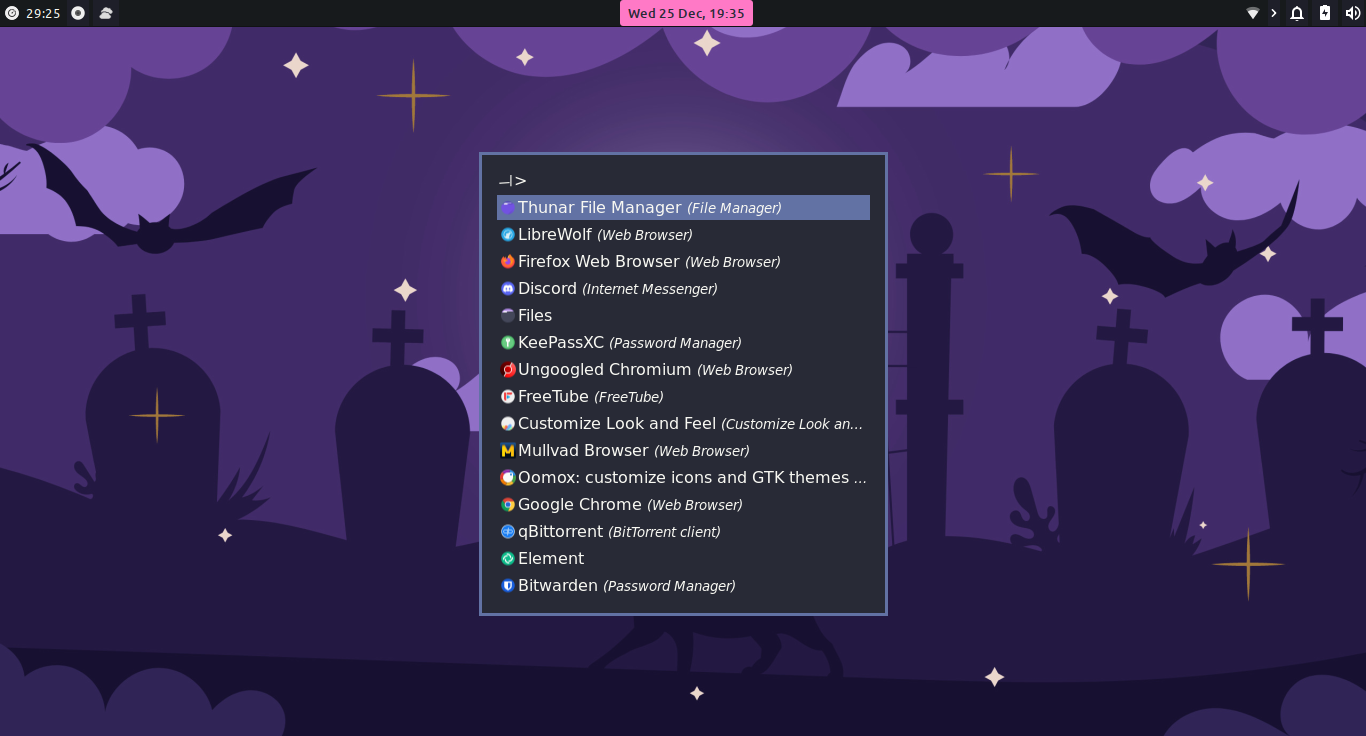 29:25
Wed 25 Dec, 19:35
>
Thunar File Manager (File Manager)
LibreWolf (Web Browser)
Firefox Web Browser (Web Browser)
Discord (Internet Messenger)
Files
KeePassXC (Password Manager)
Ungoogled Chromium (Web Browser)
FreeTube (FreeTube)
Customize Look and Feel (Customize Look an...
Mullvad Browser (Web Browser)
Oomox: customize icons and GTK themes ...
Google Chrome (Web Browser)
qBittorrent (BitTorrent client)
Element
Bitwarden (Password Manager)